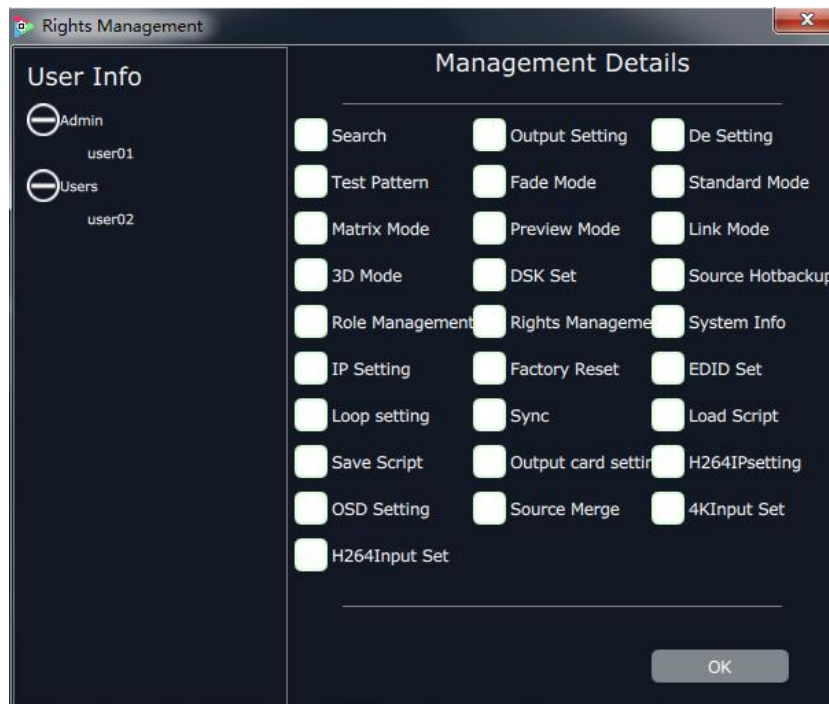 Rights Management
User Info
Admin
user01
Users
user02
Management Details
Search Output Setting De Setting
Test Pattern Fade Mode Standard Mode
Matrix Mode Preview Mode Link Mode
3D Mode DSK Set Source Hotbackup
Role Management Rights Manageme System Info
IP Setting Factory Reset EDID Set
Loop setting Sync Load Script
Save Script Output card settin H264IPsetting
OSD Setting Source Merge 4KInput Set
H264Input Set
OK